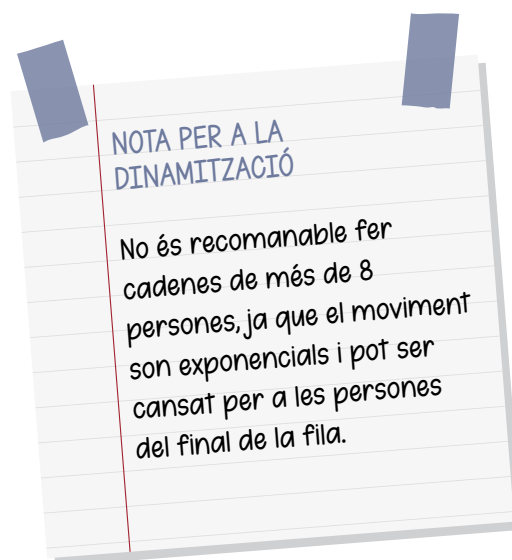 NOTA PER A LA
DINAMITZACIÓ
No és recomanable fer
cadenes de més de 8
persones, ja que el moviment
son exponencials i pot ser
cansat per a les persones
del final de la fila.